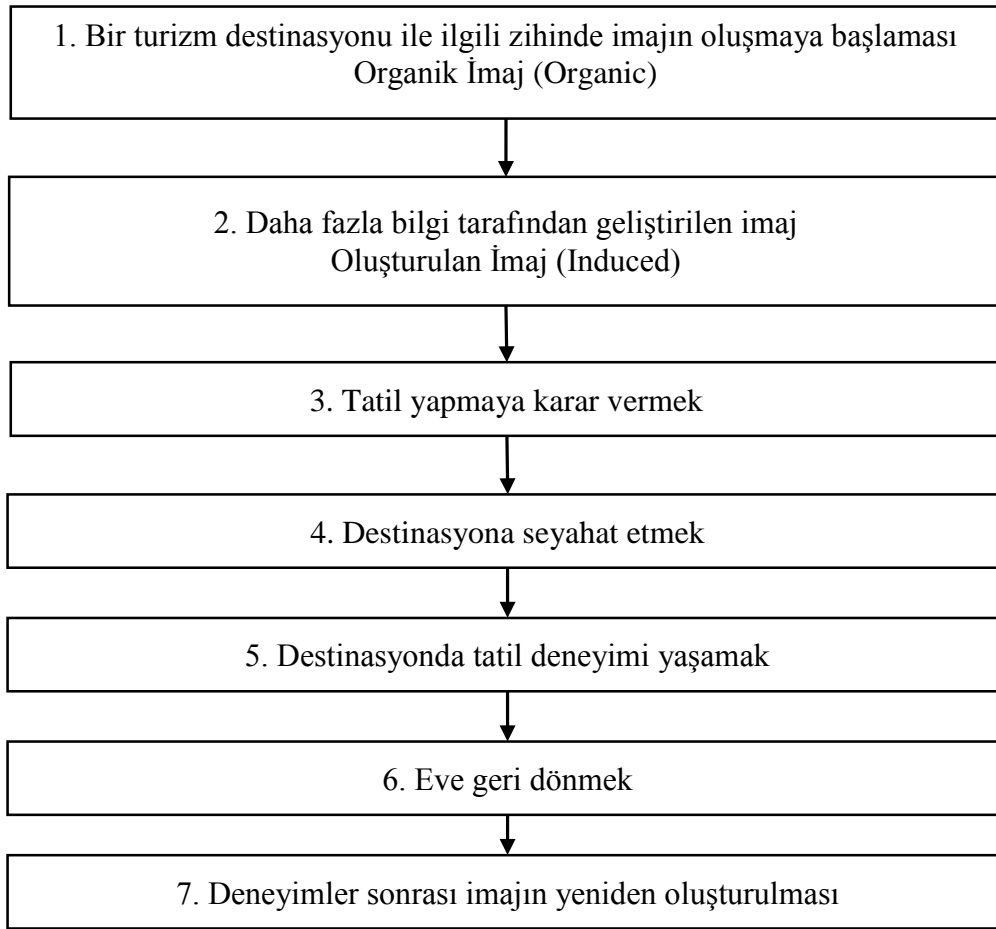 1. Bir turizm destinasyonu ile ilgili zihinde imajın oluşmaya başlaması
Organik İmaj (Organic)
2. Daha fazla bilgi tarafından geliştirilen imaj
Oluşturulan İmaj (Induced)
3. Tatil yapmaya karar vermek
4. Destinasyona seyahat etmek
5. Destinasyonda tatil deneyimi yaşamak
6. Eve geri dönmek
7. Deneyimler sonrası imajın yeniden oluşturulması